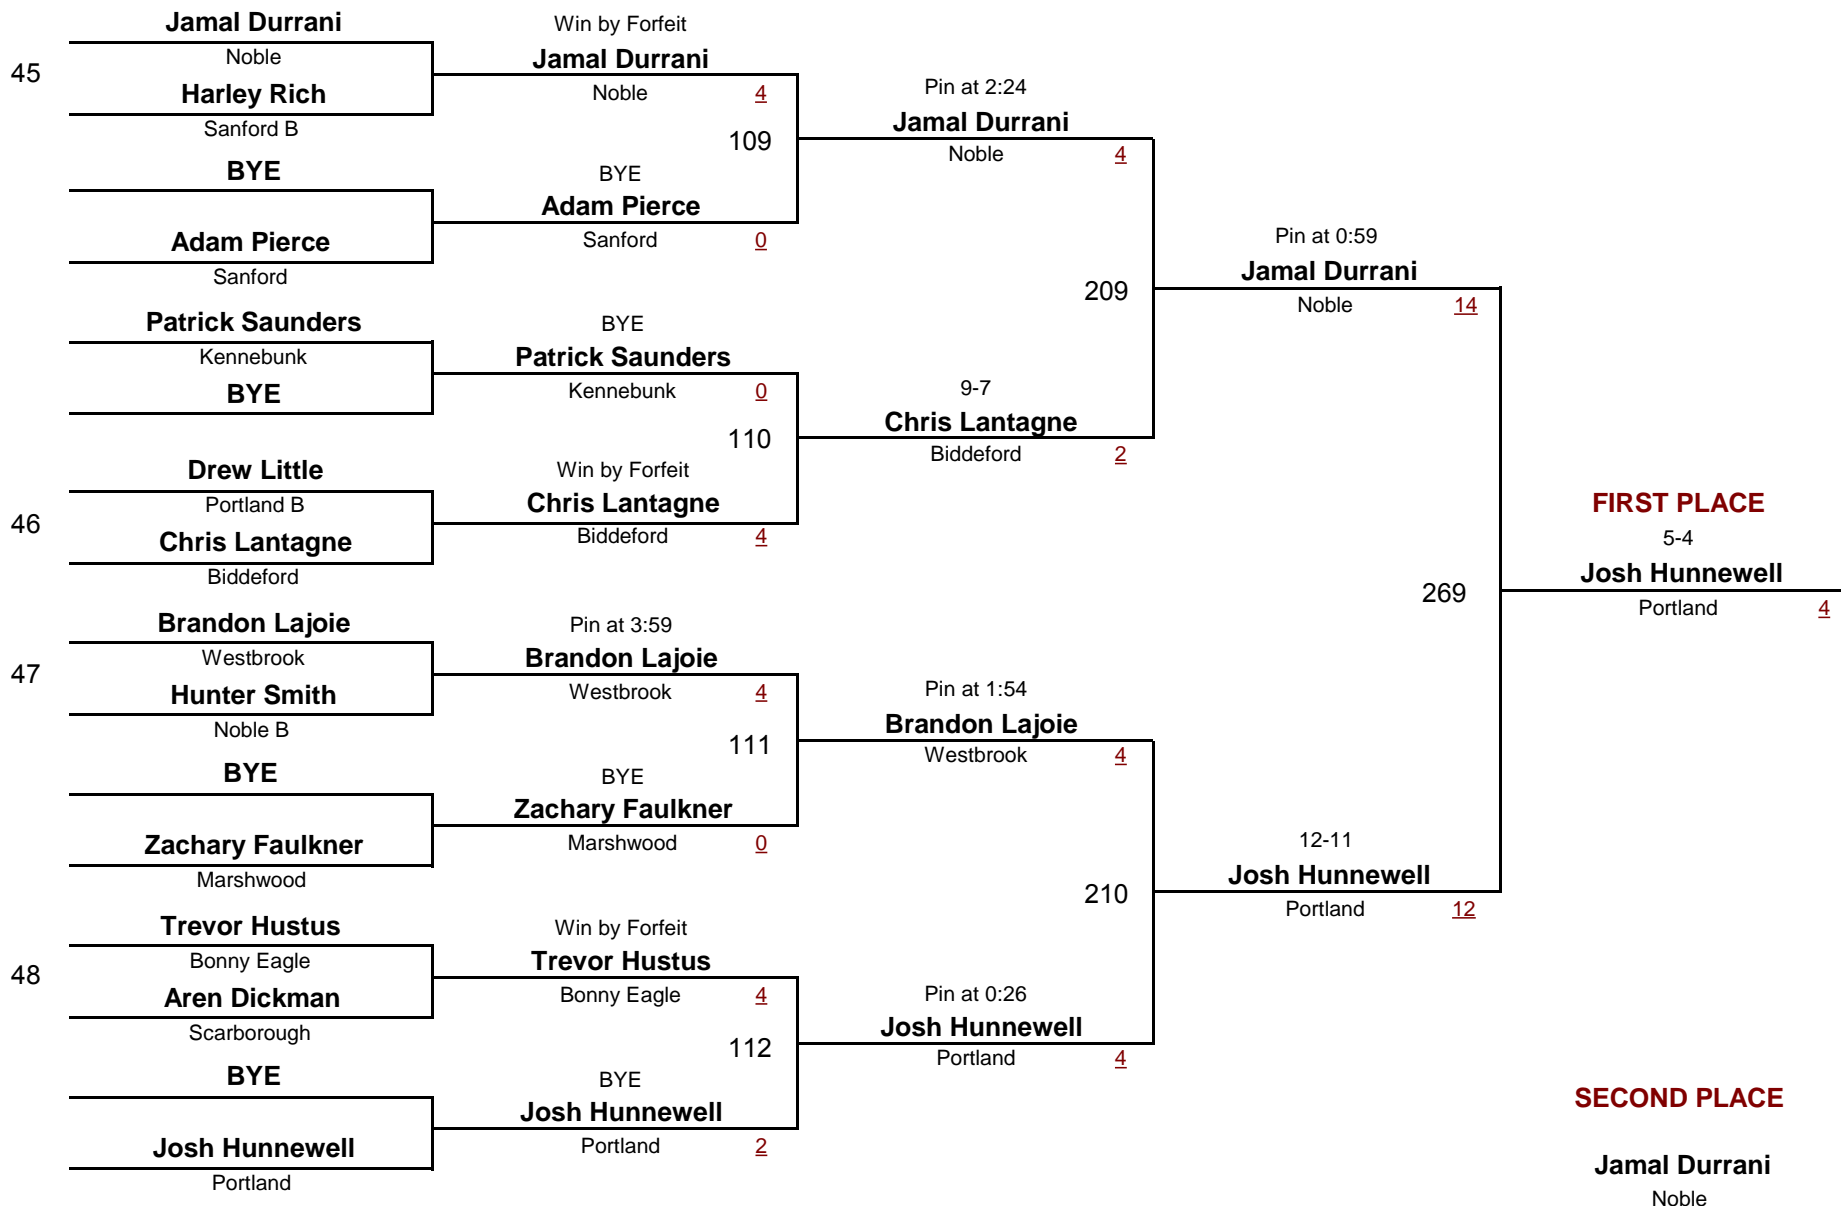 Jamal Durrani
Noble
45
Harley Rich
Sanford B
BYE
Adam Pierce
Sanford
Patrick Saunders
Kennebunk
BYE
Drew Little
Portland B
46
Chris Lantagne
Biddeford
Brandon Lajoie
Westbrook
47
Hunter Smith
Noble B
BYE
Zachary Faulkner
Marshwood
Trevor Hustus
Bonny Eagle
48
Aren Dickman
Scarborough
BYE
Josh Hunnewell
Portland
Win by Forfeit
Jamal Durrani
Noble 4
109
BYE
Adam Pierce
Sanford 0
BYE
Patrick Saunders
Kennebunk 0
110
Win by Forfeit
Chris Lantagne
Biddeford 4
Pin at 3:59
Brandon Lajoie
Westbrook 4
111
BYE
Zachary Faulkner
Marshwood 0
Win by Forfeit
Trevor Hustus
Bonny Eagle 4
112
BYE
Josh Hunnewell
Portland 2
Pin at 2:24
Jamal Durrani
Noble 4
209
9-7
Chris Lantagne
Biddeford 2
Pin at 1:54
Brandon Lajoie
Westbrook 4
210
Pin at 0:26
Josh Hunnewell
Portland 4
Pin at 0:59
Jamal Durrani
Noble 14
269
12-11
Josh Hunnewell
Portland 12
FIRST PLACE
5-4
Josh Hunnewell
Portland 4
SECOND PLACE
Jamal Durrani
Noble